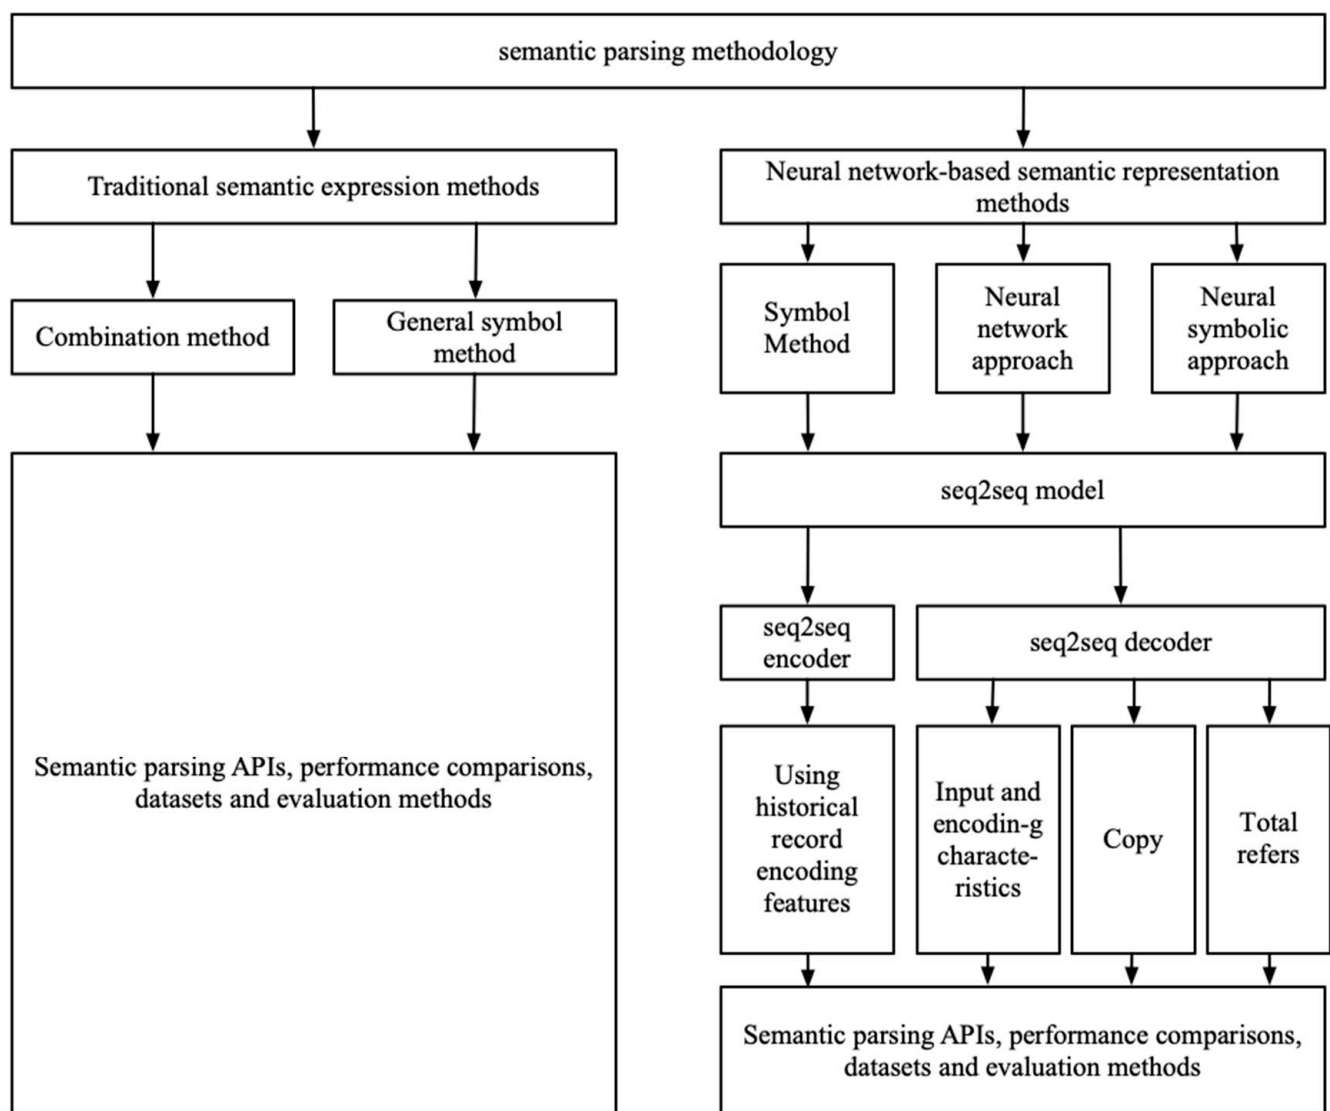 semantic parsing methodology
Traditional semantic expression methods
Neural network-based semantic representation
methods
Combination method
General symbol
method
Symbol
Method
Neural
network
approach
Neural
symbolic
approach
seq2seq model
seq2seq
encoder
seq2seq decoder
Semantic parsing APIs, performance comparisons,
datasets and evaluation methods
Using
historical
record
encoding
features
Input and
encodin-g
characte-
ristics
Copy
Total
refers
Semantic parsing APIs, performance comparisons,
datasets and evaluation methods